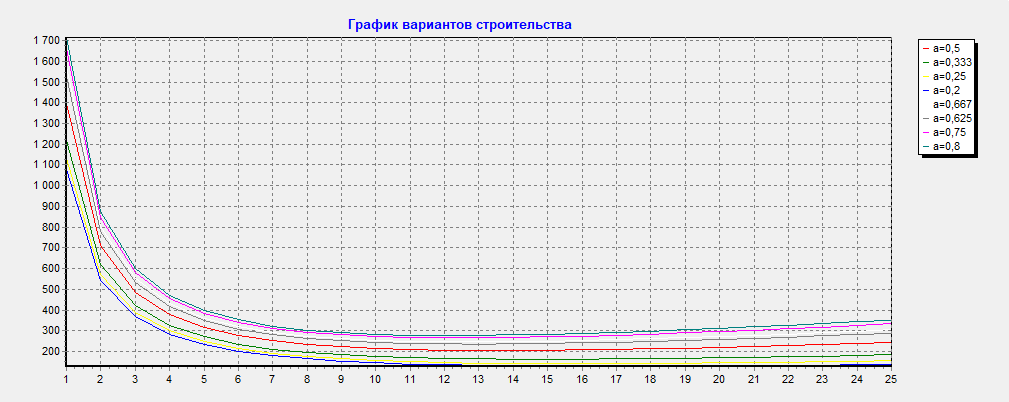 График вариантов строительства
1 700
1 600
1 500
1 400
1 300
1 200
1 100
1 000
900
800
700
600
500
400
300
200
1 2 3 4 5 6 7 8 9 10 11 12 13 14 15 16 17 18 19 20 21 22 23 24 25
a=0,5
a=0,333
a=0,25
a=0,2
a=0,667
a=0,625
a=0,75
a=0,8